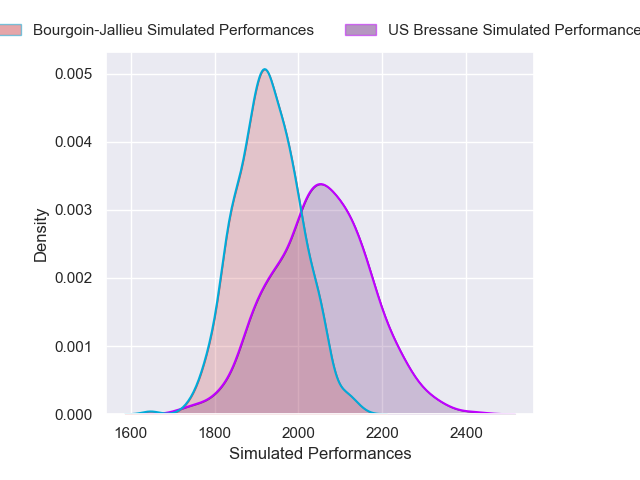 Bourgoin-Jallieu Simulated Performances US Bressane Simulated Performance
0.005
0.004
0.003
0.002
0.001
0.000
Density
1600 1800 2000 2200 2400
Simulated Performances